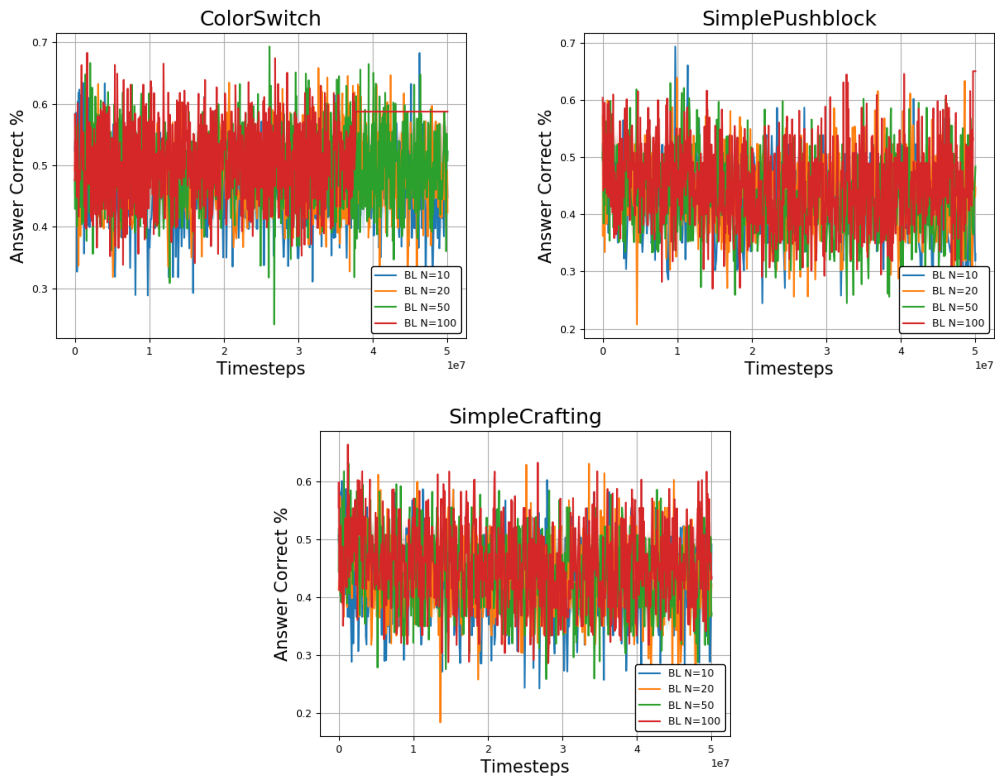 ColorSwitch
Answer Correct %
0.7
0.6
0.5
0.4
0.3
0
1
2
3
4
5
1e7
Timesteps
BL N=10
BL N=20
BL N=50
BL N=100
SimplePushblock
Answer Correct %
0.7
0.6
0.5
0.4
0.3
0.2
0
1
2
3
4
5
1e7
Timesteps
BL N=10
BL N=20
BL N=50
BL N=100
SimpleCrafting
Answer Correct %
0.6
0.5
0.4
0.3
0.2
0
1
2
3
4
5
1e7
Timesteps
BL N=10
BL N=20
BL N=50
BL N=100